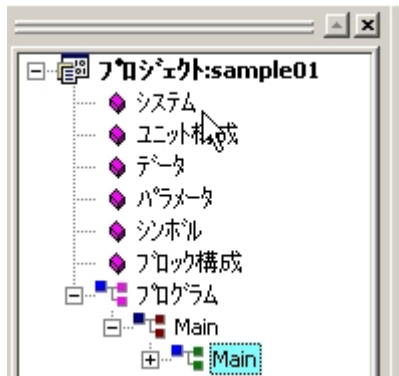 ﾌﾟﾛｼﾞｪｸﾄ:sample01
ｼｽﾃﾑ
ﾕﾆｯﾄ構成
ﾃﾞｰﾀ
ﾊﾟﾗﾒｰﾀ
ｼﾝﾎﾞﾙ
ﾌﾞﾛｯｸ構成
ﾌﾟﾛｸﾞﾗﾑ
Main
Main